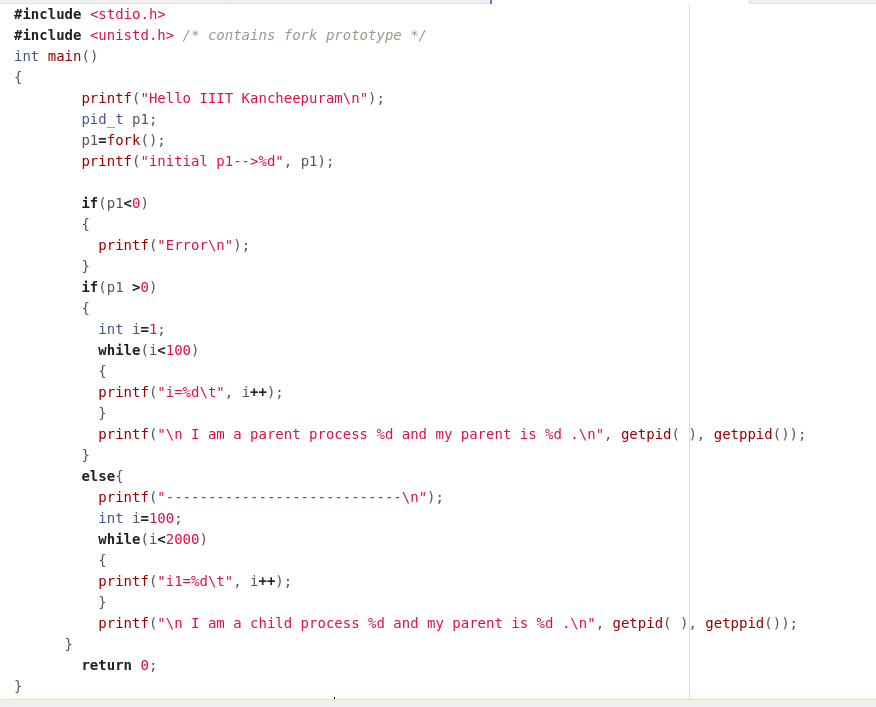 #include <stdio.h>
#include <unistd.h> /* contains fork prototype */
int main()
{
        printf("Hello IIIT Kancheepuram\n");
        pid_t p1;
        p1=fork();
        printf("initial p1-->%d", p1);

        if(p1<0)
        {
          printf("Error\n");
        }
        if(p1 >0)
        {
          int i=1;
          while(i<100)
          {
          printf("i=%d\t", i++);
          }
          printf("\n I am a parent process %d and my parent is %d .\n", getpid( ), getppid());
        }
        else{
          printf("----------------------------\n");
          int i=100;
          while(i<2000)
          {
          printf("i1=%d\t", i++);
          }
          printf("\n I am a child process %d and my parent is %d .\n", getpid( ), getppid());
      }
        return 0;
}